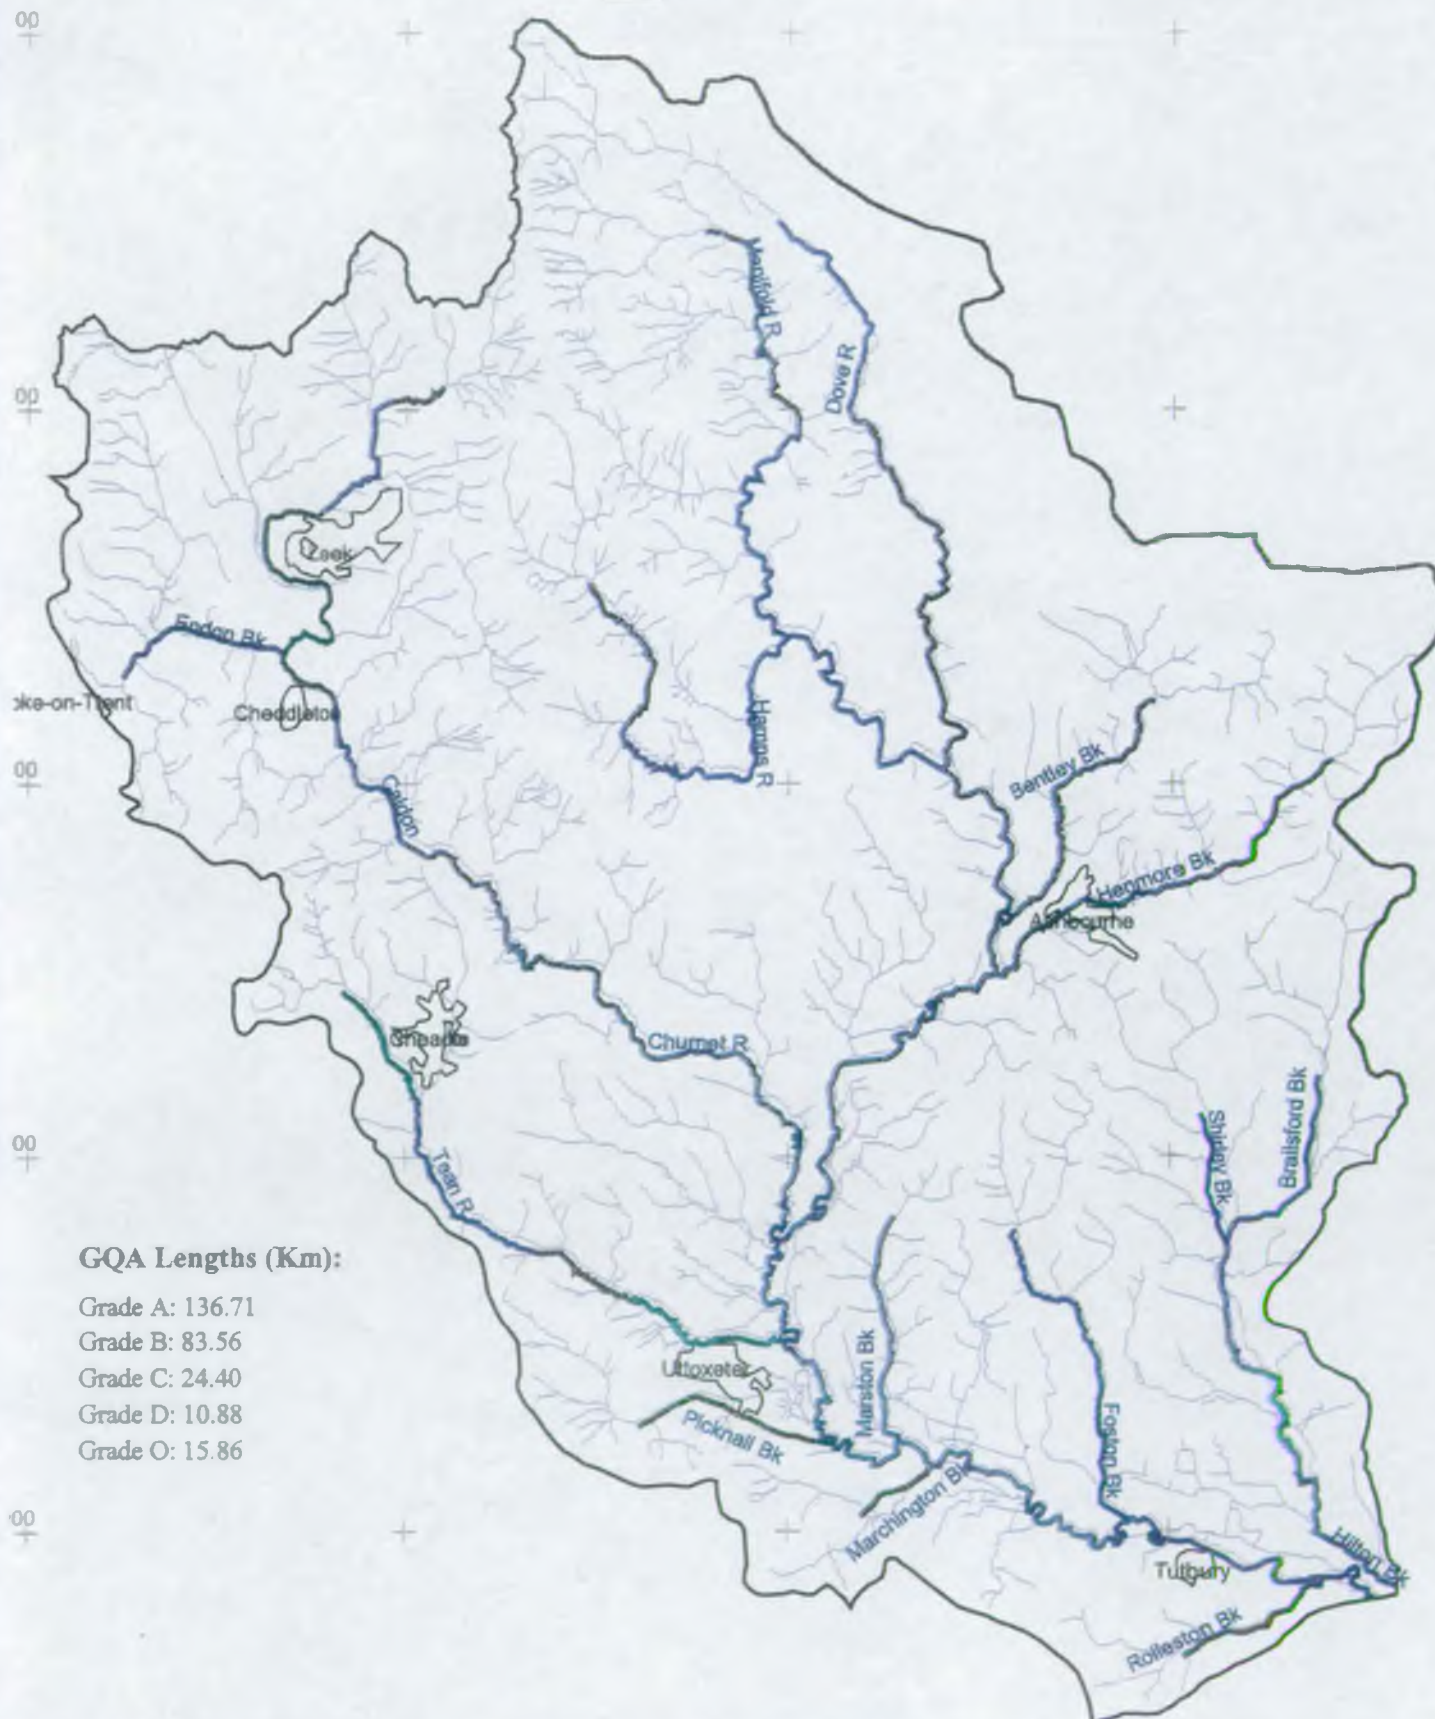 00
Manifold R
Dove R
00
Leek
Endon Bk
oke-on-Trent
Cheddleton
Hamps R
00
Bentley Bk
Caldon
Henmore Bk
Ashbourne
Cheadle
Churnet R
Brailsford Bk
Shirley Bk
00
Tean R
GQA Lengths (Km):
Grade A: 136.71
Grade B: 83.56
Grade C: 24.40
Grade D: 10.88
Grade O: 15.86
Uttoxeter
Marston Bk
Picknall Bk
Foston Bk
Marchington Bk
00
Hilton Bk
Tutbury
Rolleston Bk